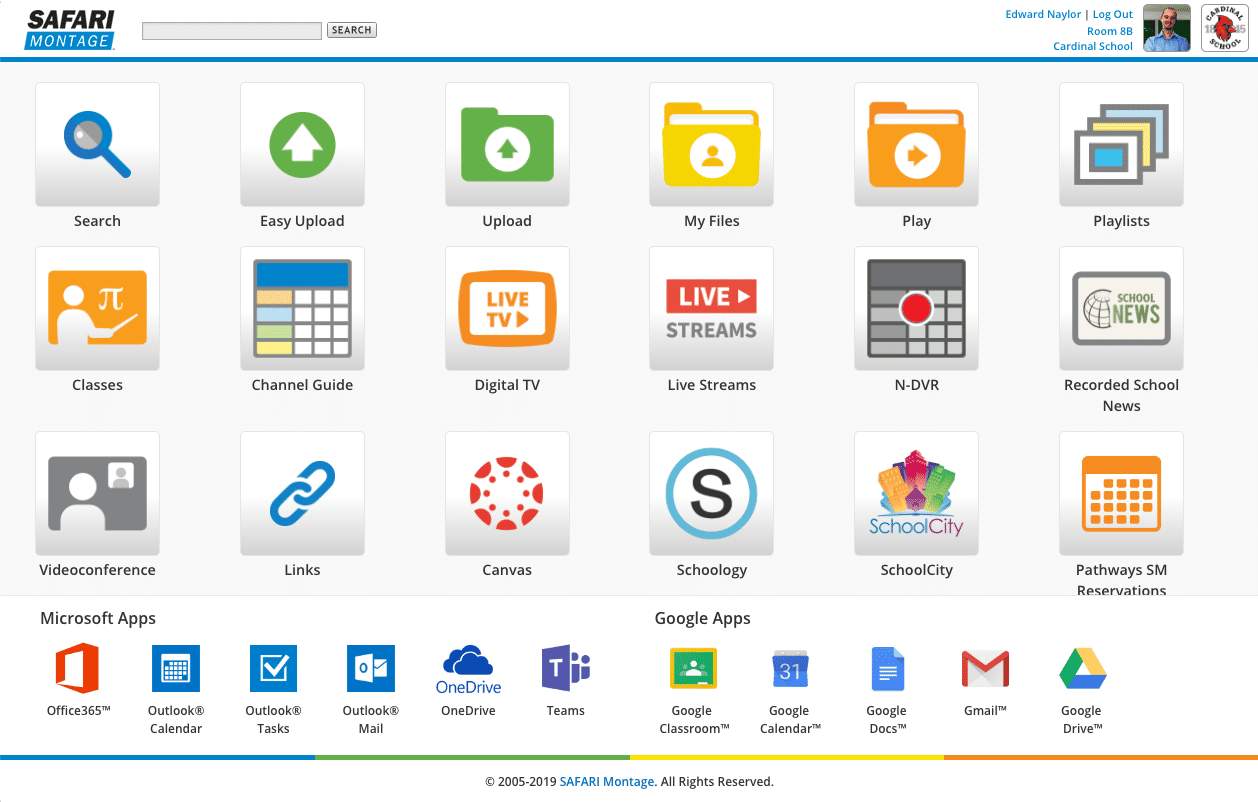 SAFARI
MONTAGE
SEARCH
Edward Naylor | Log Out
Room 8B
Cardinal School
CARDINAL
SCHOOL
Search
Easy Upload
Upload
My Files
Play
Playlists
π
LIVE
TV
LIVE
STREAMS
SCHOOL
NEWS
Classes
Channel Guide
Digital TV
Live Streams
N-DVR
Recorded School
News
S
SchoolCity
Videoconference
Links
Canvas
Schoology
SchoolCity
Pathways SM
Reservations
Microsoft Apps
Google Apps
OneDrive
31
Office365™
Outlook®
Calendar
Outlook®
Tasks
Outlook®
Mail
OneDrive
Teams
Google
Classroom™
Google
Calendar™
Google
Docs™
Gmail™
Google
Drive™
© 2005-2019 SAFARI Montage. All Rights Reserved.